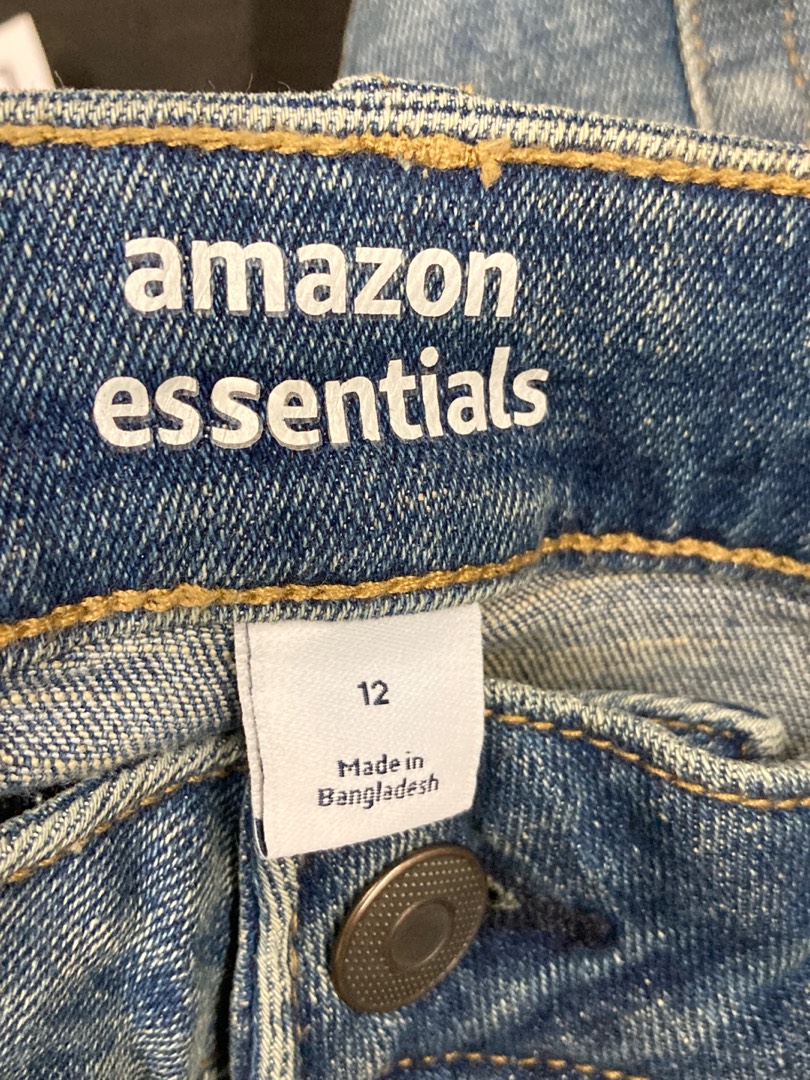 amazon
essentials
12
Made in
Bangladesh